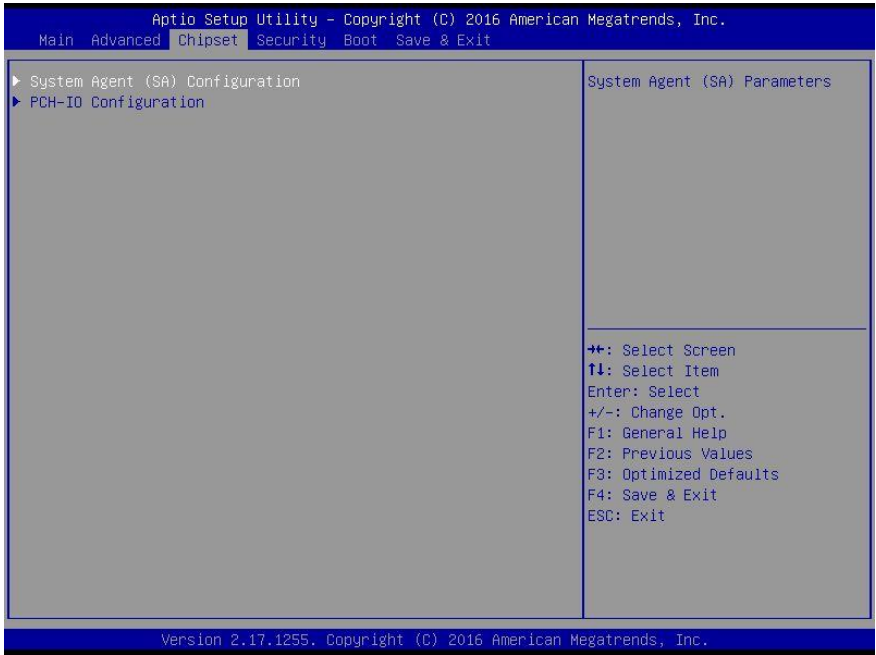 Aptio Setup Utility – Copyright (C) 2016 American Megatrends, Inc.
Main Advanced Chipset Security Boot Save & Exit
▶ System Agent (SA) Configuration
▶ PCH-IO Configuration
System Agent (SA) Parameters
→←: Select Screen
↑↓: Select Item
Enter: Select
+/-: Change Opt.
F1: General Help
F2: Previous Values
F3: Optimized Defaults
F4: Save & Exit
ESC: Exit
Version 2.17.1255. Copyright (C) 2016 American Megatrends, Inc.